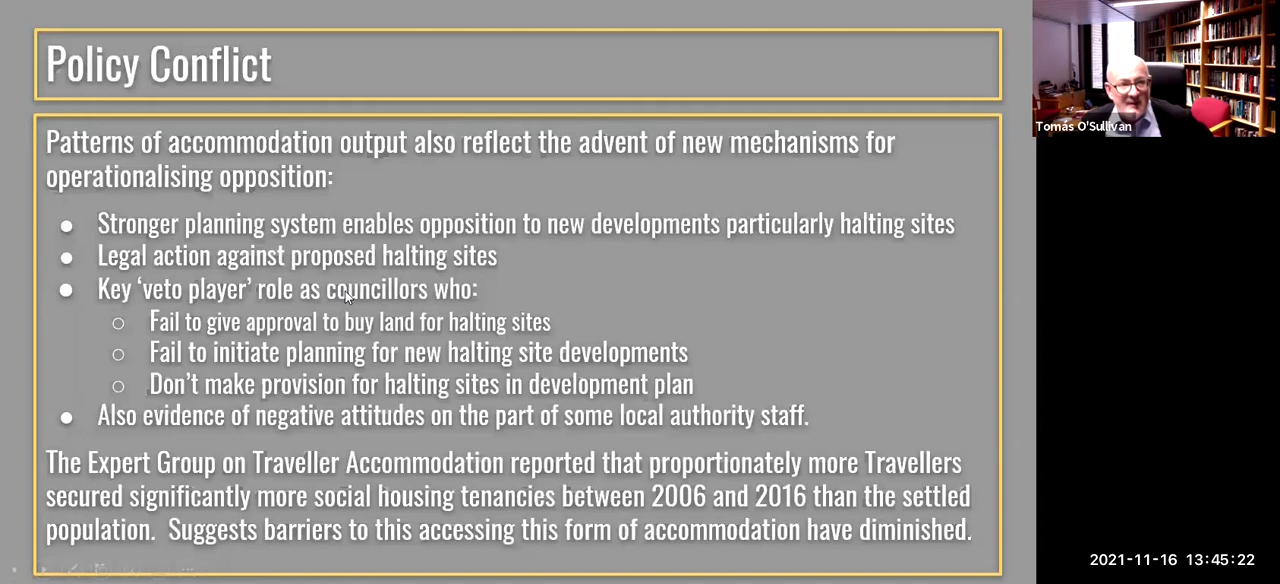 Policy Conflict
Patterns of accommodation output also reflect the advent of new mechanisms for
operationalising opposition:
● Stronger planning system enables opposition to new developments particularly halting sites
● Legal action against proposed halting sites
● Key ‘veto player’ role as councillors who:
○ Fail to give approval to buy land for halting sites
○ Fail to initiate planning for new halting site developments
○ Don’t make provision for halting sites in development plan
● Also evidence of negative attitudes on the part of some local authority staff.
The Expert Group on Traveller Accommodation reported that proportionately more Travellers
secured significantly more social housing tenancies between 2006 and 2016 than the settled
population.  Suggests barriers to this accessing this form of accommodation have diminished.
Tomás O'Sullivan
2021-11-16 13:45:22